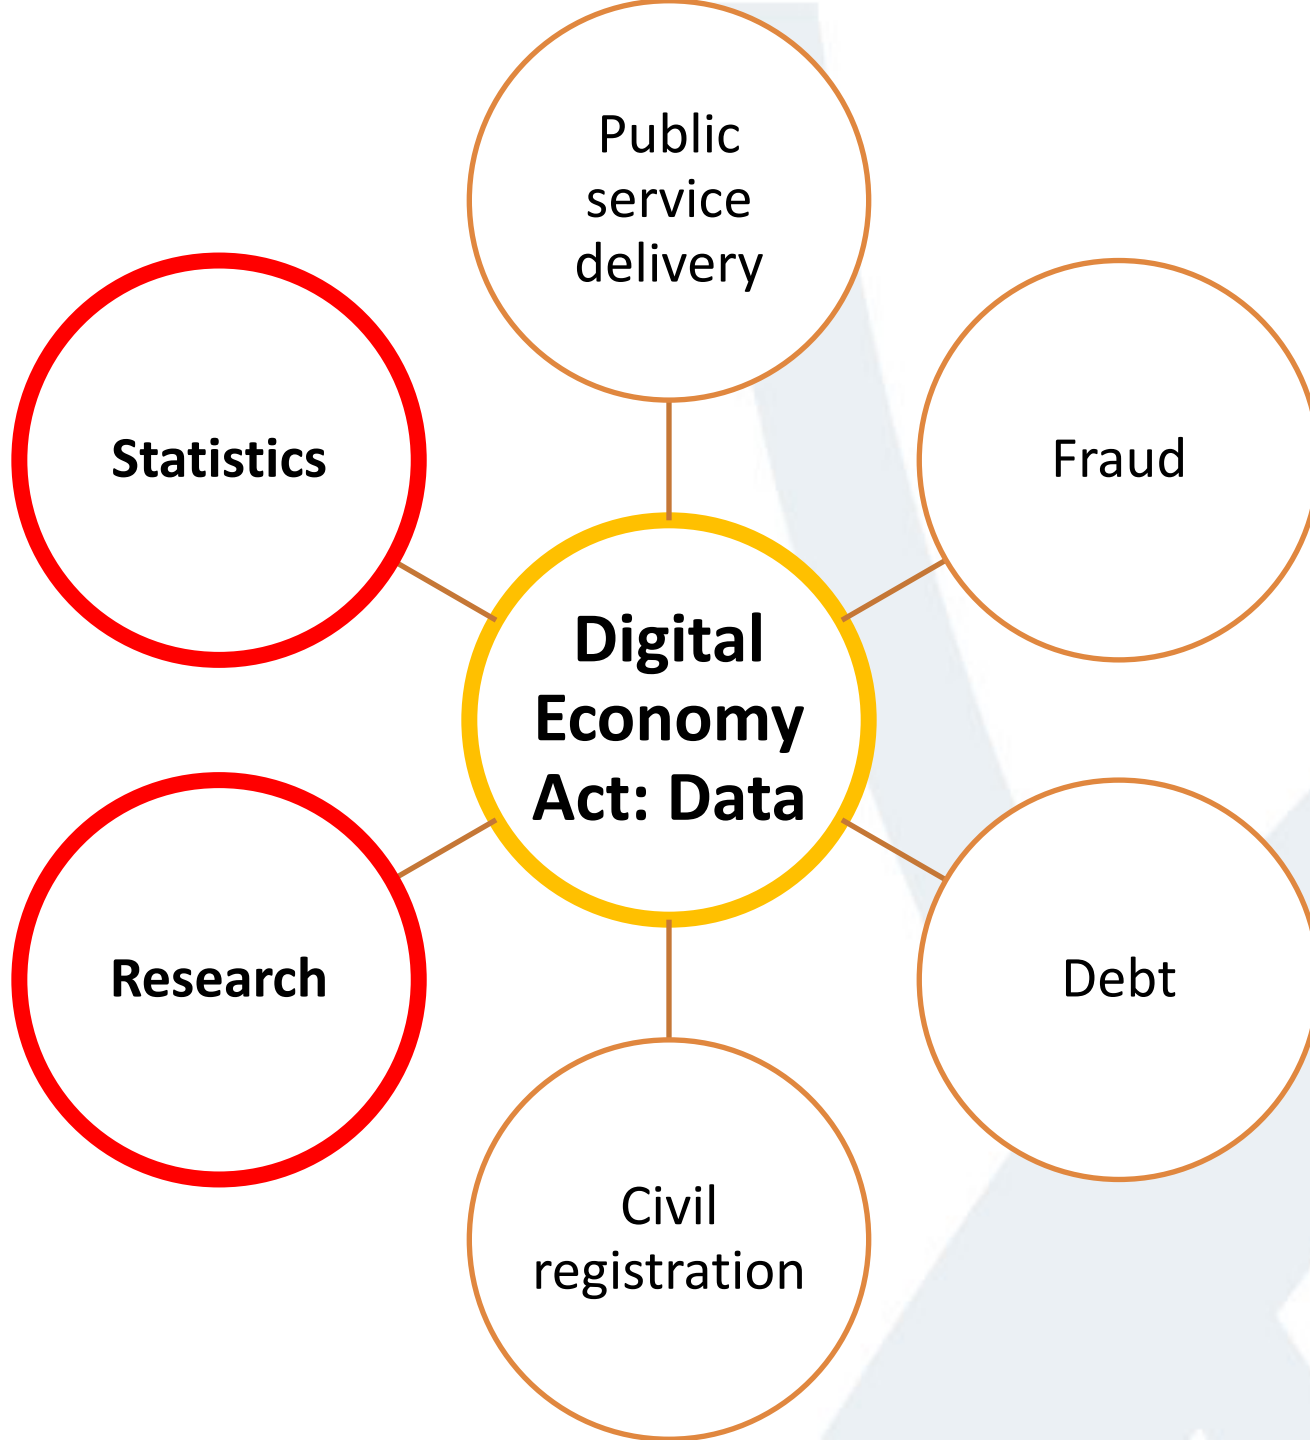 Public
service
delivery
Statistics
Fraud
Digital
Economy
Act: Data
Research
Debt
Civil
registration